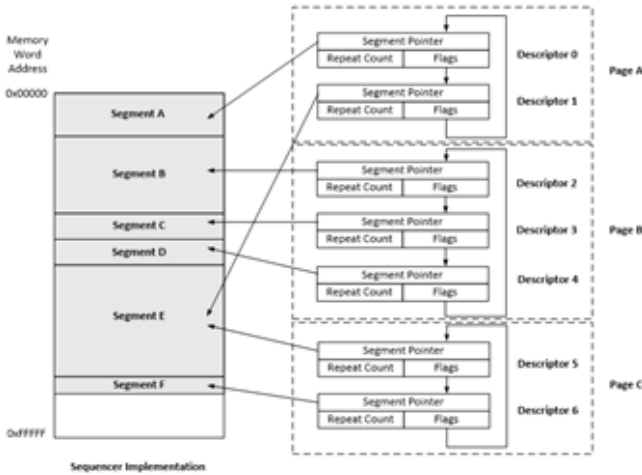 Memory
Word
Address
0x00000
Segment A
Segment B
Segment C
Segment D
Segment E
Segment F
0xFFFFF
Sequencer Implementation
Segment Pointer
Repeat Count Flags
Descriptor 0
Segment Pointer
Repeat Count Flags
Descriptor 1
Page A
Segment Pointer
Repeat Count Flags
Descriptor 2
Segment Pointer
Repeat Count Flags
Descriptor 3
Segment Pointer
Repeat Count Flags
Descriptor 4
Page B
Segment Pointer
Repeat Count Flags
Descriptor 5
Segment Pointer
Repeat Count Flags
Descriptor 6
Page C